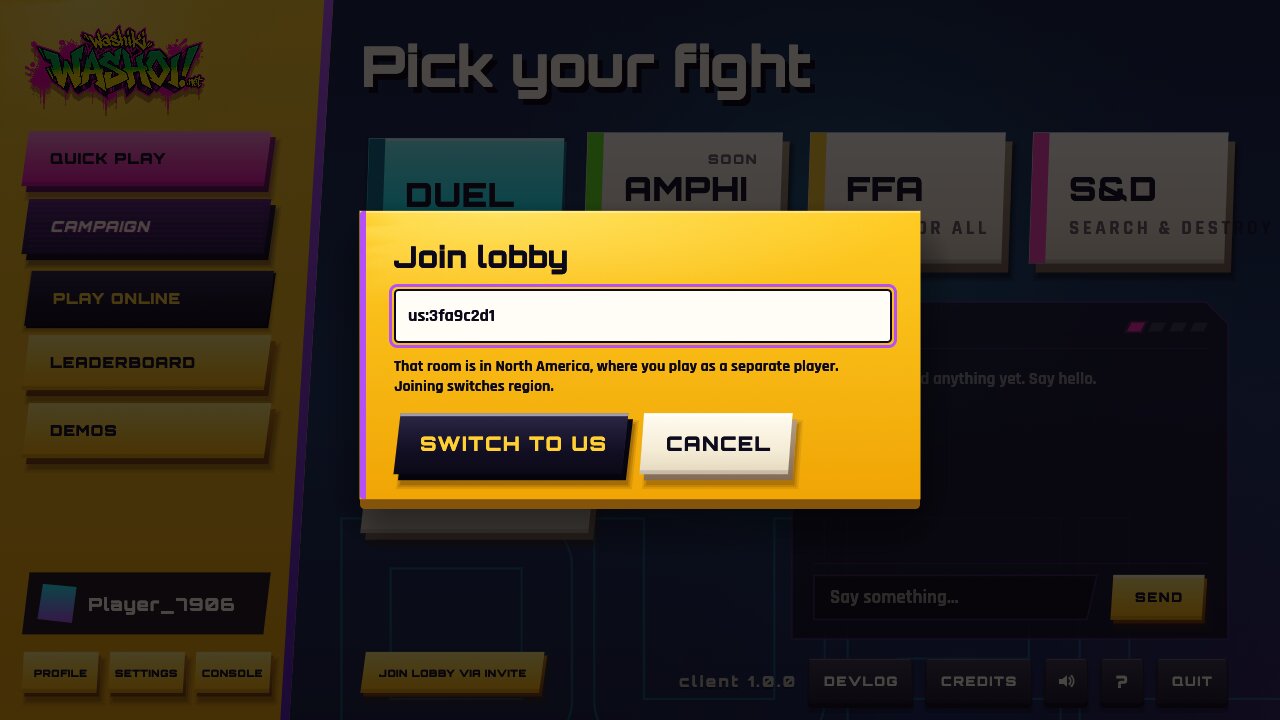 Washiki
WASHOI!
.net
QUICK PLAY
CAMPAIGN
PLAY ONLINE
LEADERBOARD
DEMOS
Player_7906
PROFILE
SETTINGS
CONSOLE
Pick your fight
DUEL
SOON
AMPHI
FFA
OR ALL
S&D
SEARCH & DESTROY
Join lobby
us:3fa9c2d1
That room is in North America, where you play as a separate player.
Joining switches region.
SWITCH TO US
CANCEL
d anything yet. Say hello.
Say something...
SEND
JOIN LOBBY VIA INVITE
client 1.0.0
DEVLOG
CREDITS
?
QUIT